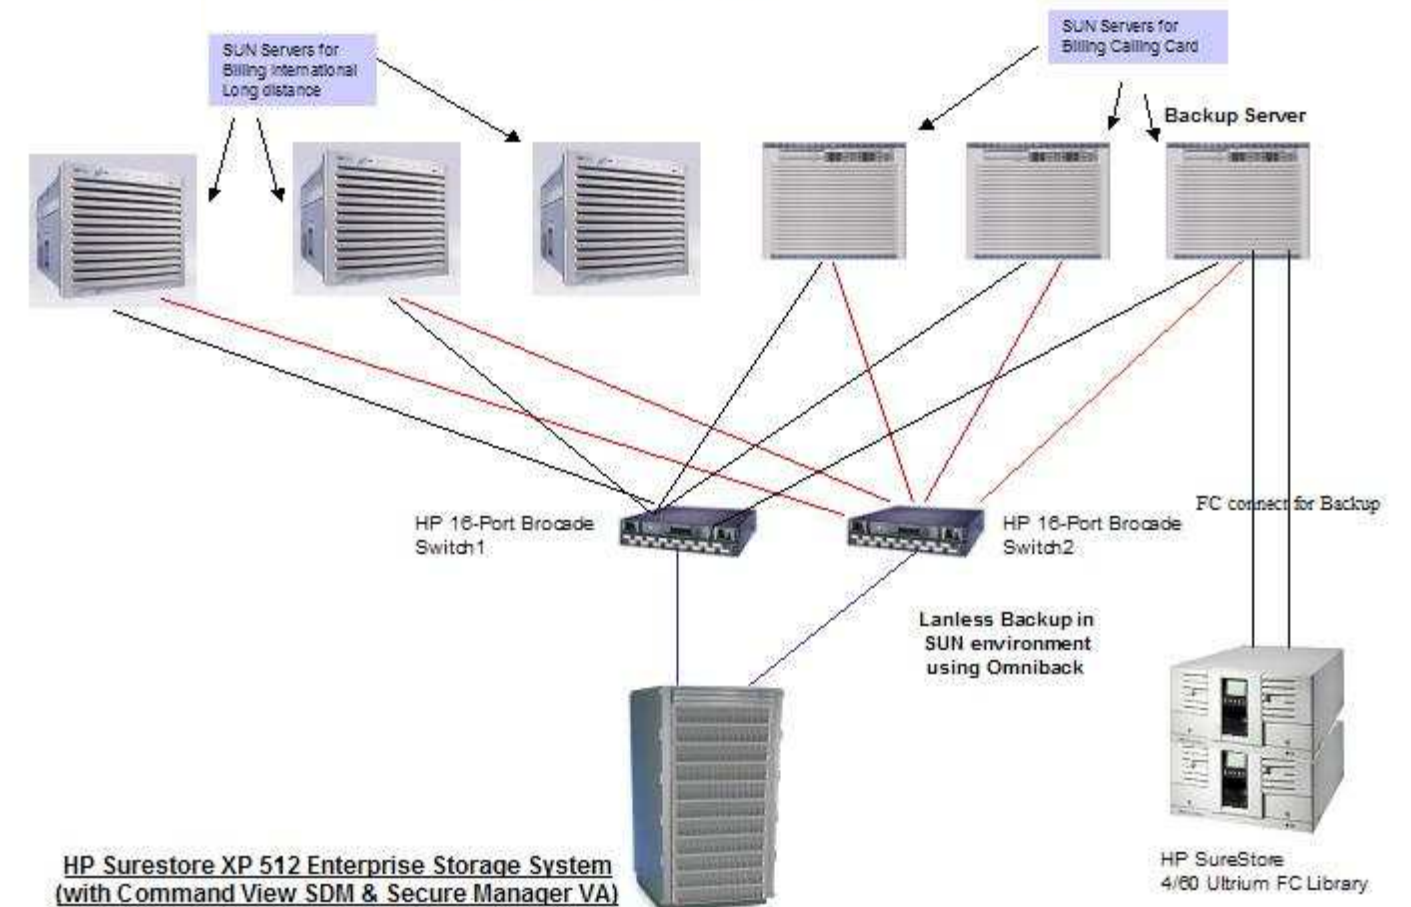 SUN Servers for
Billing International
Long distance
SUN Servers for
Billing Calling Card
Backup Server
HP 16-Port Brocade
Switch1
HP 16-Port Brocade
Switch2
FC connect for Backup
Lanless Backup in
SUN environment
using Omniback
HP Surestore XP 512 Enterprise Storage System
(with Command View SDM & Secure Manager VA)
HP SureStore
4/60 Ultrium FC Library